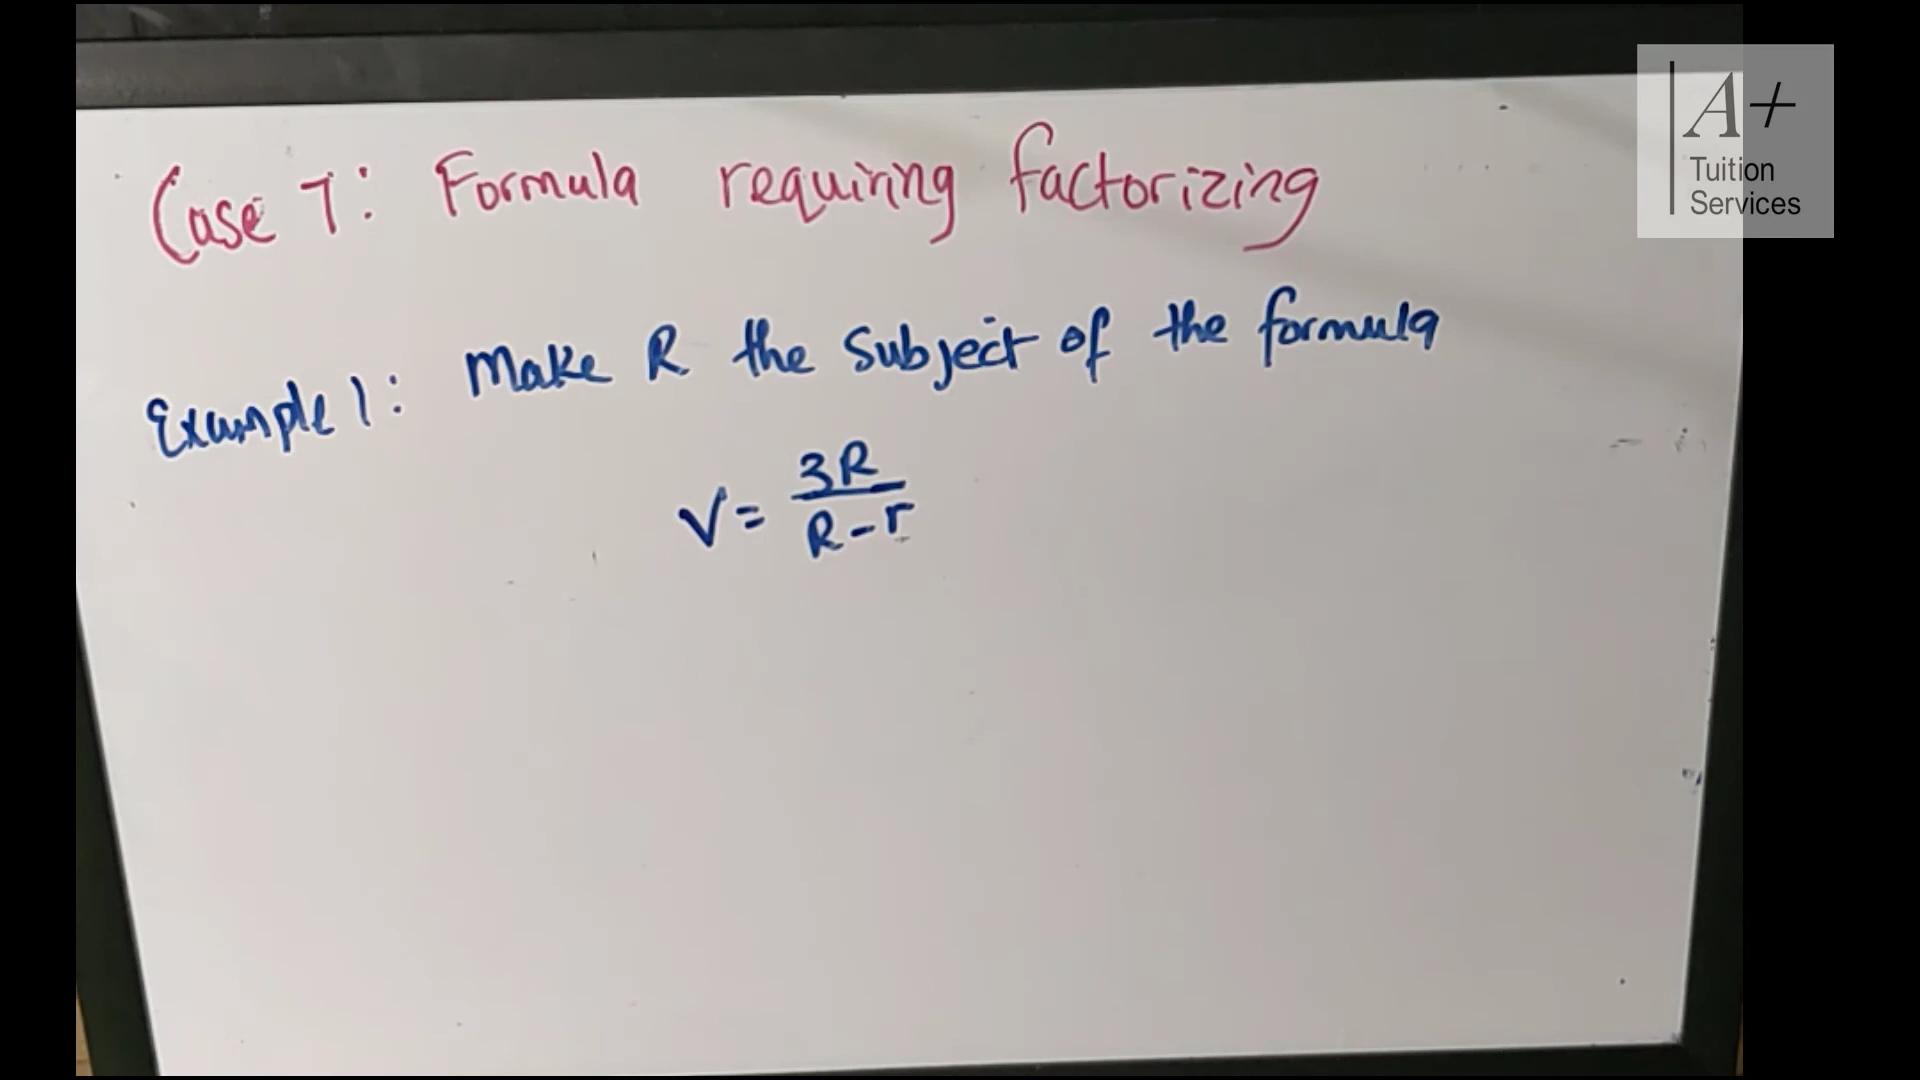 A+
Tuition
Services
Case 7: Formula requiring factorizing
Example 1: Make R the subject of the formula
V = 3R
R - r